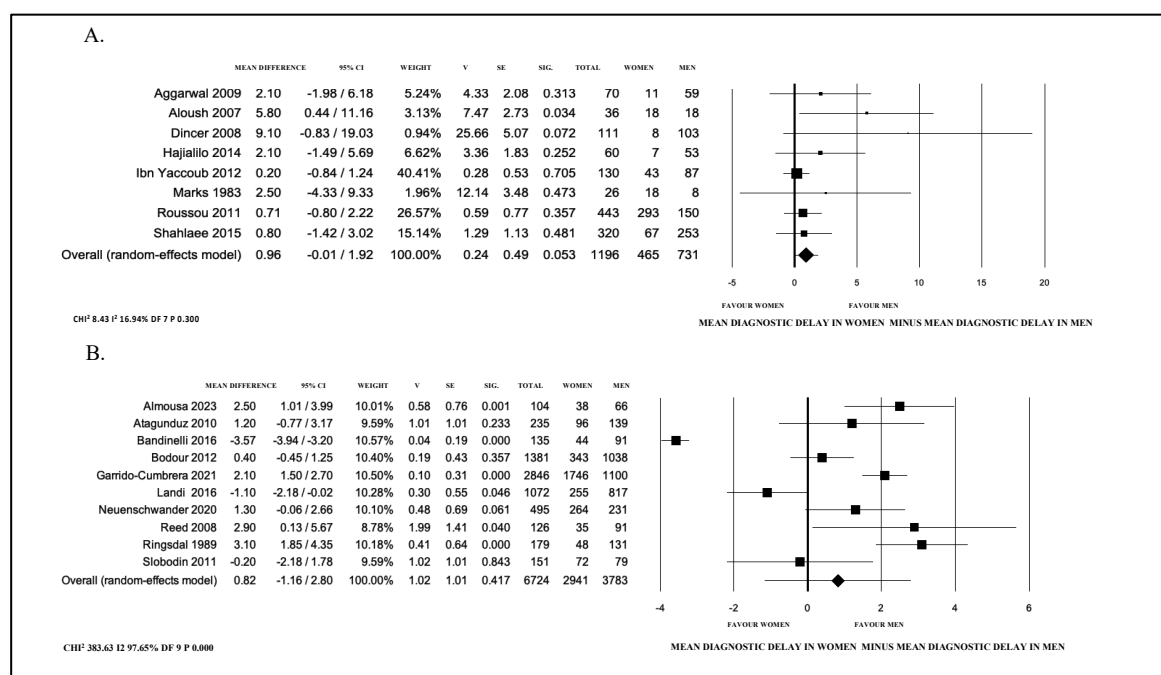 A.
MEAN DIFFERENCE 95% CI WEIGHT V SE SIG. TOTAL WOMEN MEN
Aggarwal 2009 2.10 -1.98 / 6.18 5.24% 4.33 2.08 0.313 70 11 59
Aloush 2007 5.80 0.44 / 11.16 3.13% 7.47 2.73 0.034 36 18 18
Dincer 2008 9.10 -0.83 / 19.03 0.94% 25.66 5.07 0.072 111 8 103
Hajialilo 2014 2.10 -1.49 / 5.69 6.62% 3.36 1.83 0.252 60 7 53
Ibn Yaccoub 2012 0.20 -0.84 / 1.24 40.41% 0.28 0.53 0.705 130 43 87
Marks 1983 2.50 -4.33 / 9.33 1.96% 12.14 3.48 0.473 26 18 8
Roussou 2011 0.71 -0.80 / 2.22 26.57% 0.59 0.77 0.357 443 293 150
Shahlaee 2015 0.80 -1.42 / 3.02 15.14% 1.29 1.13 0.481 320 67 253
Overall (random-effects model) 0.96 -0.01 / 1.92 100.00% 0.24 0.49 0.053 1196 465 731
-5 0 5 10 15 20
FAVOUR WOMEN FAVOUR MEN
CHI² 8.43 I² 16.94% DF 7 P 0.300
MEAN DIAGNOSTIC DELAY IN WOMEN MINUS MEAN DIAGNOSTIC DELAY IN MEN
B.
MEAN DIFFERENCE 95% CI WEIGHT V SE SIG. TOTAL WOMEN MEN
Almousa 2023 2.50 1.01 / 3.99 10.01% 0.58 0.76 0.001 104 38 66
Atagunduz 2010 1.20 -0.77 / 3.17 9.59% 1.01 1.01 0.233 235 96 139
Bandinelli 2016 -3.57 -3.94 / -3.20 10.57% 0.04 0.19 0.000 135 44 91
Bodour 2012 0.40 -0.45 / 1.25 10.40% 0.19 0.43 0.357 1381 343 1038
Garrido-Cumbrera 2021 2.10 1.50 / 2.70 10.50% 0.10 0.31 0.000 2846 1746 1100
Landi 2016 -1.10 -2.18 / -0.02 10.28% 0.30 0.55 0.046 1072 255 817
Neuenschwander 2020 1.30 -0.06 / 2.66 10.10% 0.48 0.69 0.061 495 264 231
Reed 2008 2.90 0.13 / 5.67 8.78% 1.99 1.41 0.040 126 35 91
Ringsdal 1989 3.10 1.85 / 4.35 10.18% 0.41 0.64 0.000 179 48 131
Slobodin 2011 -0.20 -2.18 / 1.78 9.59% 1.02 1.01 0.843 151 72 79
Overall (random-effects model) 0.82 -1.16 / 2.80 100.00% 1.02 1.01 0.417 6724 2941 3783
-4 -2 0 2 4 6
FAVOUR WOMEN FAVOUR MEN
CHI² 383.63 I2 97.65% DF 9 P 0.000
MEAN DIAGNOSTIC DELAY IN WOMEN MINUS MEAN DIAGNOSTIC DELAY IN MEN